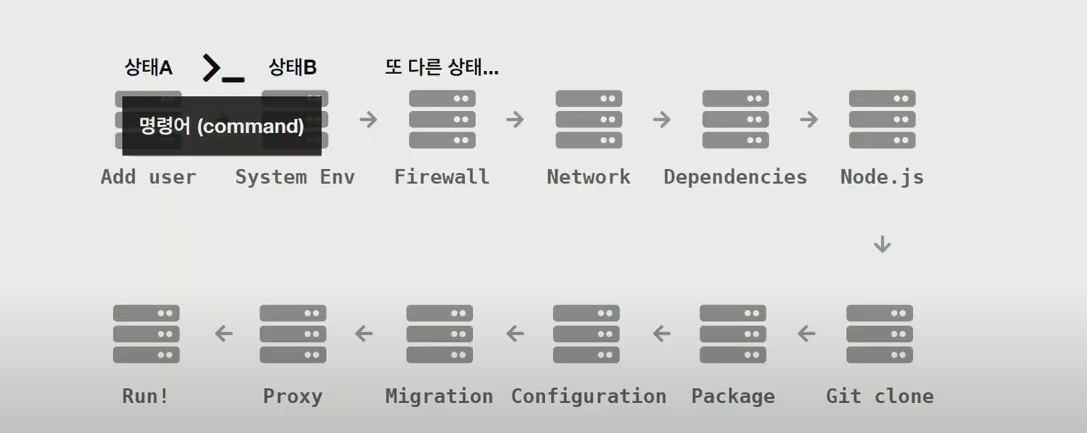 상태A
상태B
또 다른 상태...
명령어 (command)
Add user
System Env
Firewall
Network
Dependencies
Node.js
Run!
Proxy
Migration
Configuration
Package
Git clone